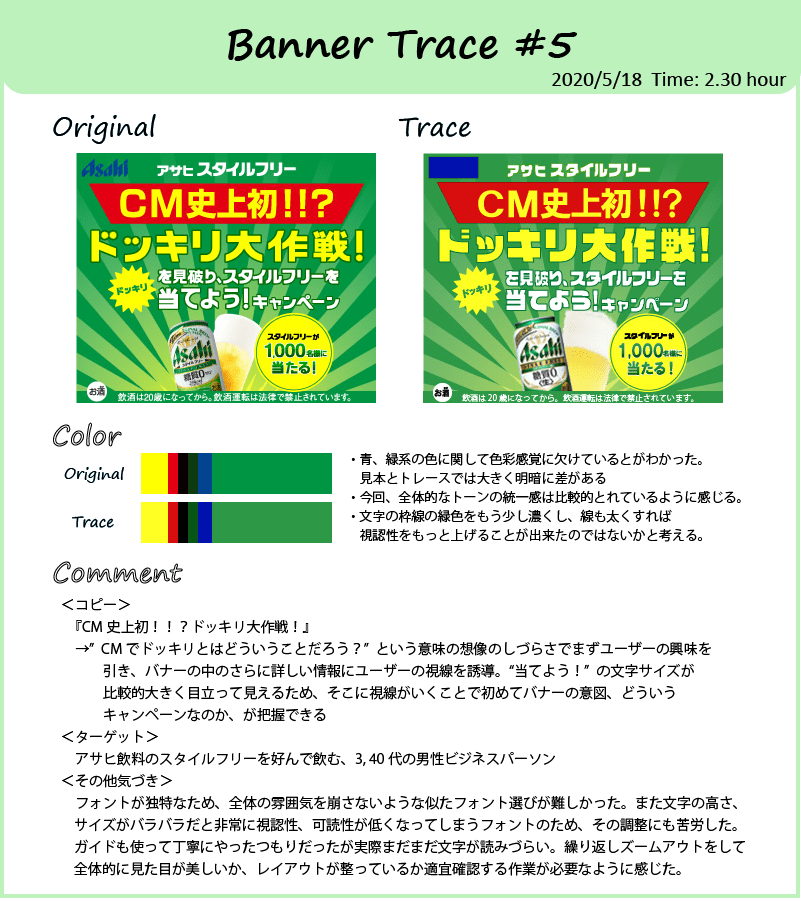 Banner Trace #5
2020/5/18 Time: 2.30 hour
Original
Trace
Asahi
アサヒ スタイルフリー
CM史上初!!?
ドッキリ大作戦!
ドッキリ
を見破り、スタイルフリーを
当てよう!キャンペーン
Asahi
スタイルフリー
糖質0
スタイルフリーが
1,000名様に
当たる!
お酒
飲酒は20歳になってから。飲酒運転は法律で禁止されています。
アサヒ スタイルフリー
CM史上初!!?
ドッキリ大作戦!
ドッキリ
を見破り、スタイルフリーを
当てよう!キャンペーン
Asahi
糖質0
スタイルフリーが
1,000名様に
当たる!
お酒
飲酒は20歳になってから。飲酒運転は法律で禁止されています。
Color
Original
Trace
・青、緑系の色に関して色彩感覚に欠けているとがわかった。
見本とトレースでは大きく明暗に差がある
・今回、全体的なトーンの統一感は比較的とれているように感じる。
・文字の枠線の緑色をもう少し濃くし、線も太くすれば
視認性をもっと上げることが出来たのではないかと考える。
Comment
＜コピー＞
『CM史上初！！？ドッキリ大作戦！』
→”CMでドッキリとはどういうことだろう？”という意味の想像のしづらさでまずユーザーの興味を
引き、バナーの中のさらに詳しい情報にユーザーの視線を誘導。“当てよう！”の文字サイズが
比較的大きく目立って見えるため、そこに視線がいくことで初めてバナーの意図、どういう
キャンペーンなのか、が把握できる
＜ターゲット＞
アサヒ飲料のスタイルフリーを好んで飲む、3, 40代の男性ビジネスパーソン
＜その他気づき＞
フォントが独特なため、全体の雰囲気を崩さないような似たフォント選びが難しかった。また文字の高さ、
サイズがバラバラだと非常に視認性、可読性が低くなってしまうフォントのため、その調整にも苦労した。
ガイドも使って丁寧にやったつもりだったが実際まだまだ文字が読みづらい。繰り返しズームアウトをして
全体的に見た目が美しいか、レイアウトが整っているか適宜確認する作業が必要なように感じた。